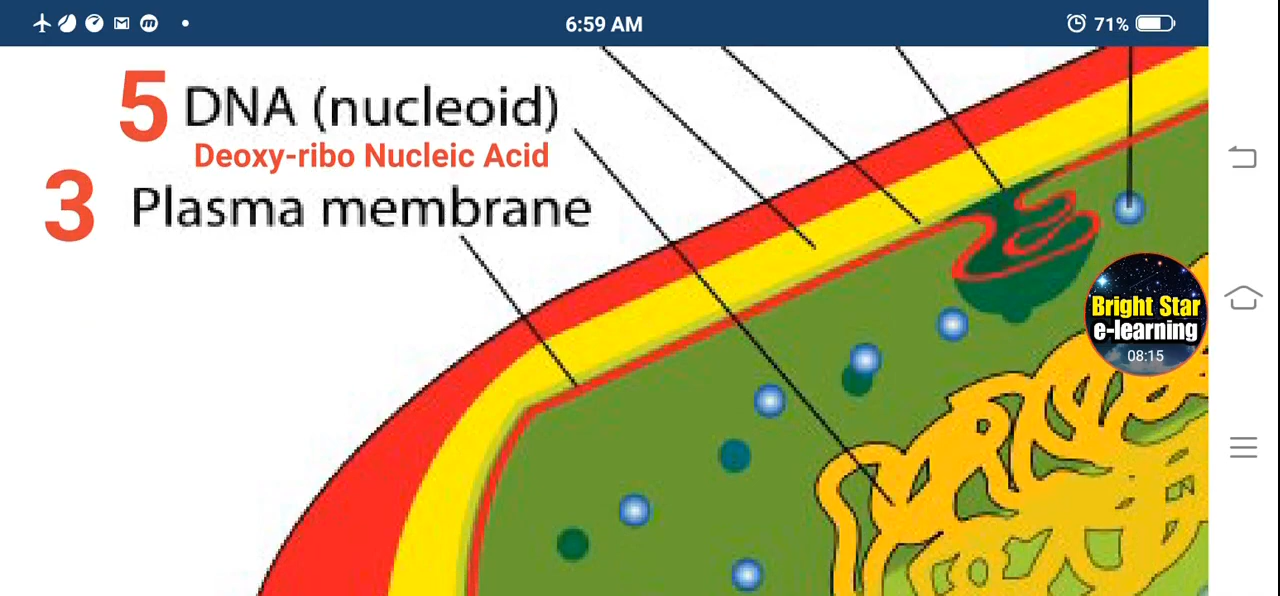 6:59 AM
71%
5 DNA (nucleoid)
Deoxy-ribo Nucleic Acid
3 Plasma membrane
Bright Star
e-learning
08:15